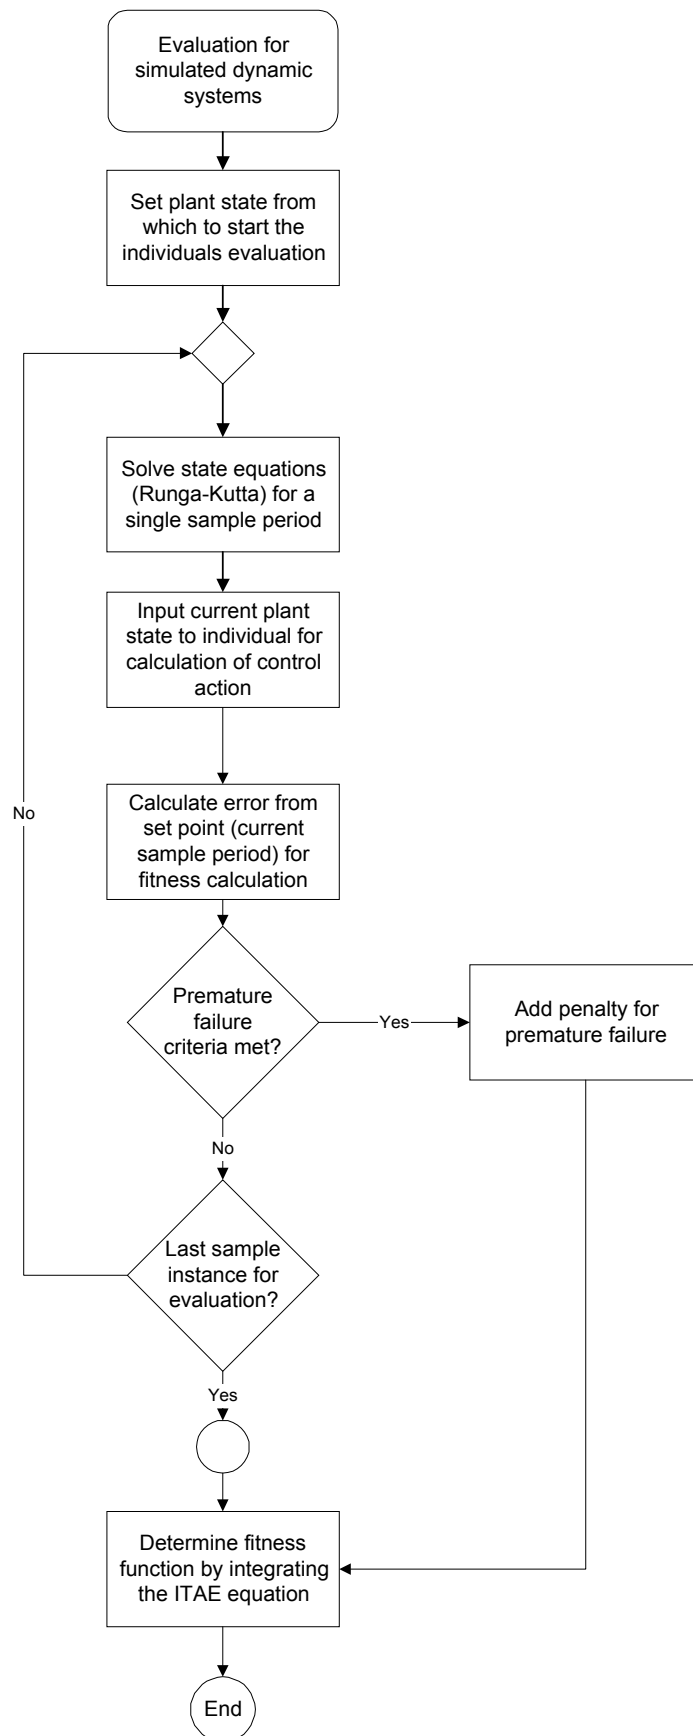 Evaluation for
simulated dynamic
systems
Set plant state from
which to start the
individuals evaluation
Solve state equations
(Runga-Kutta) for a
single sample period
Input current plant
state to individual for
calculation of control
action
Calculate error from
set point (current
sample period) for
fitness calculation
No
Premature
failure
criteria met?
Yes
Add penalty for
premature failure
No
Last sample
instance for
evaluation?
Yes
Determine fitness
function by integrating
the ITAE equation
End